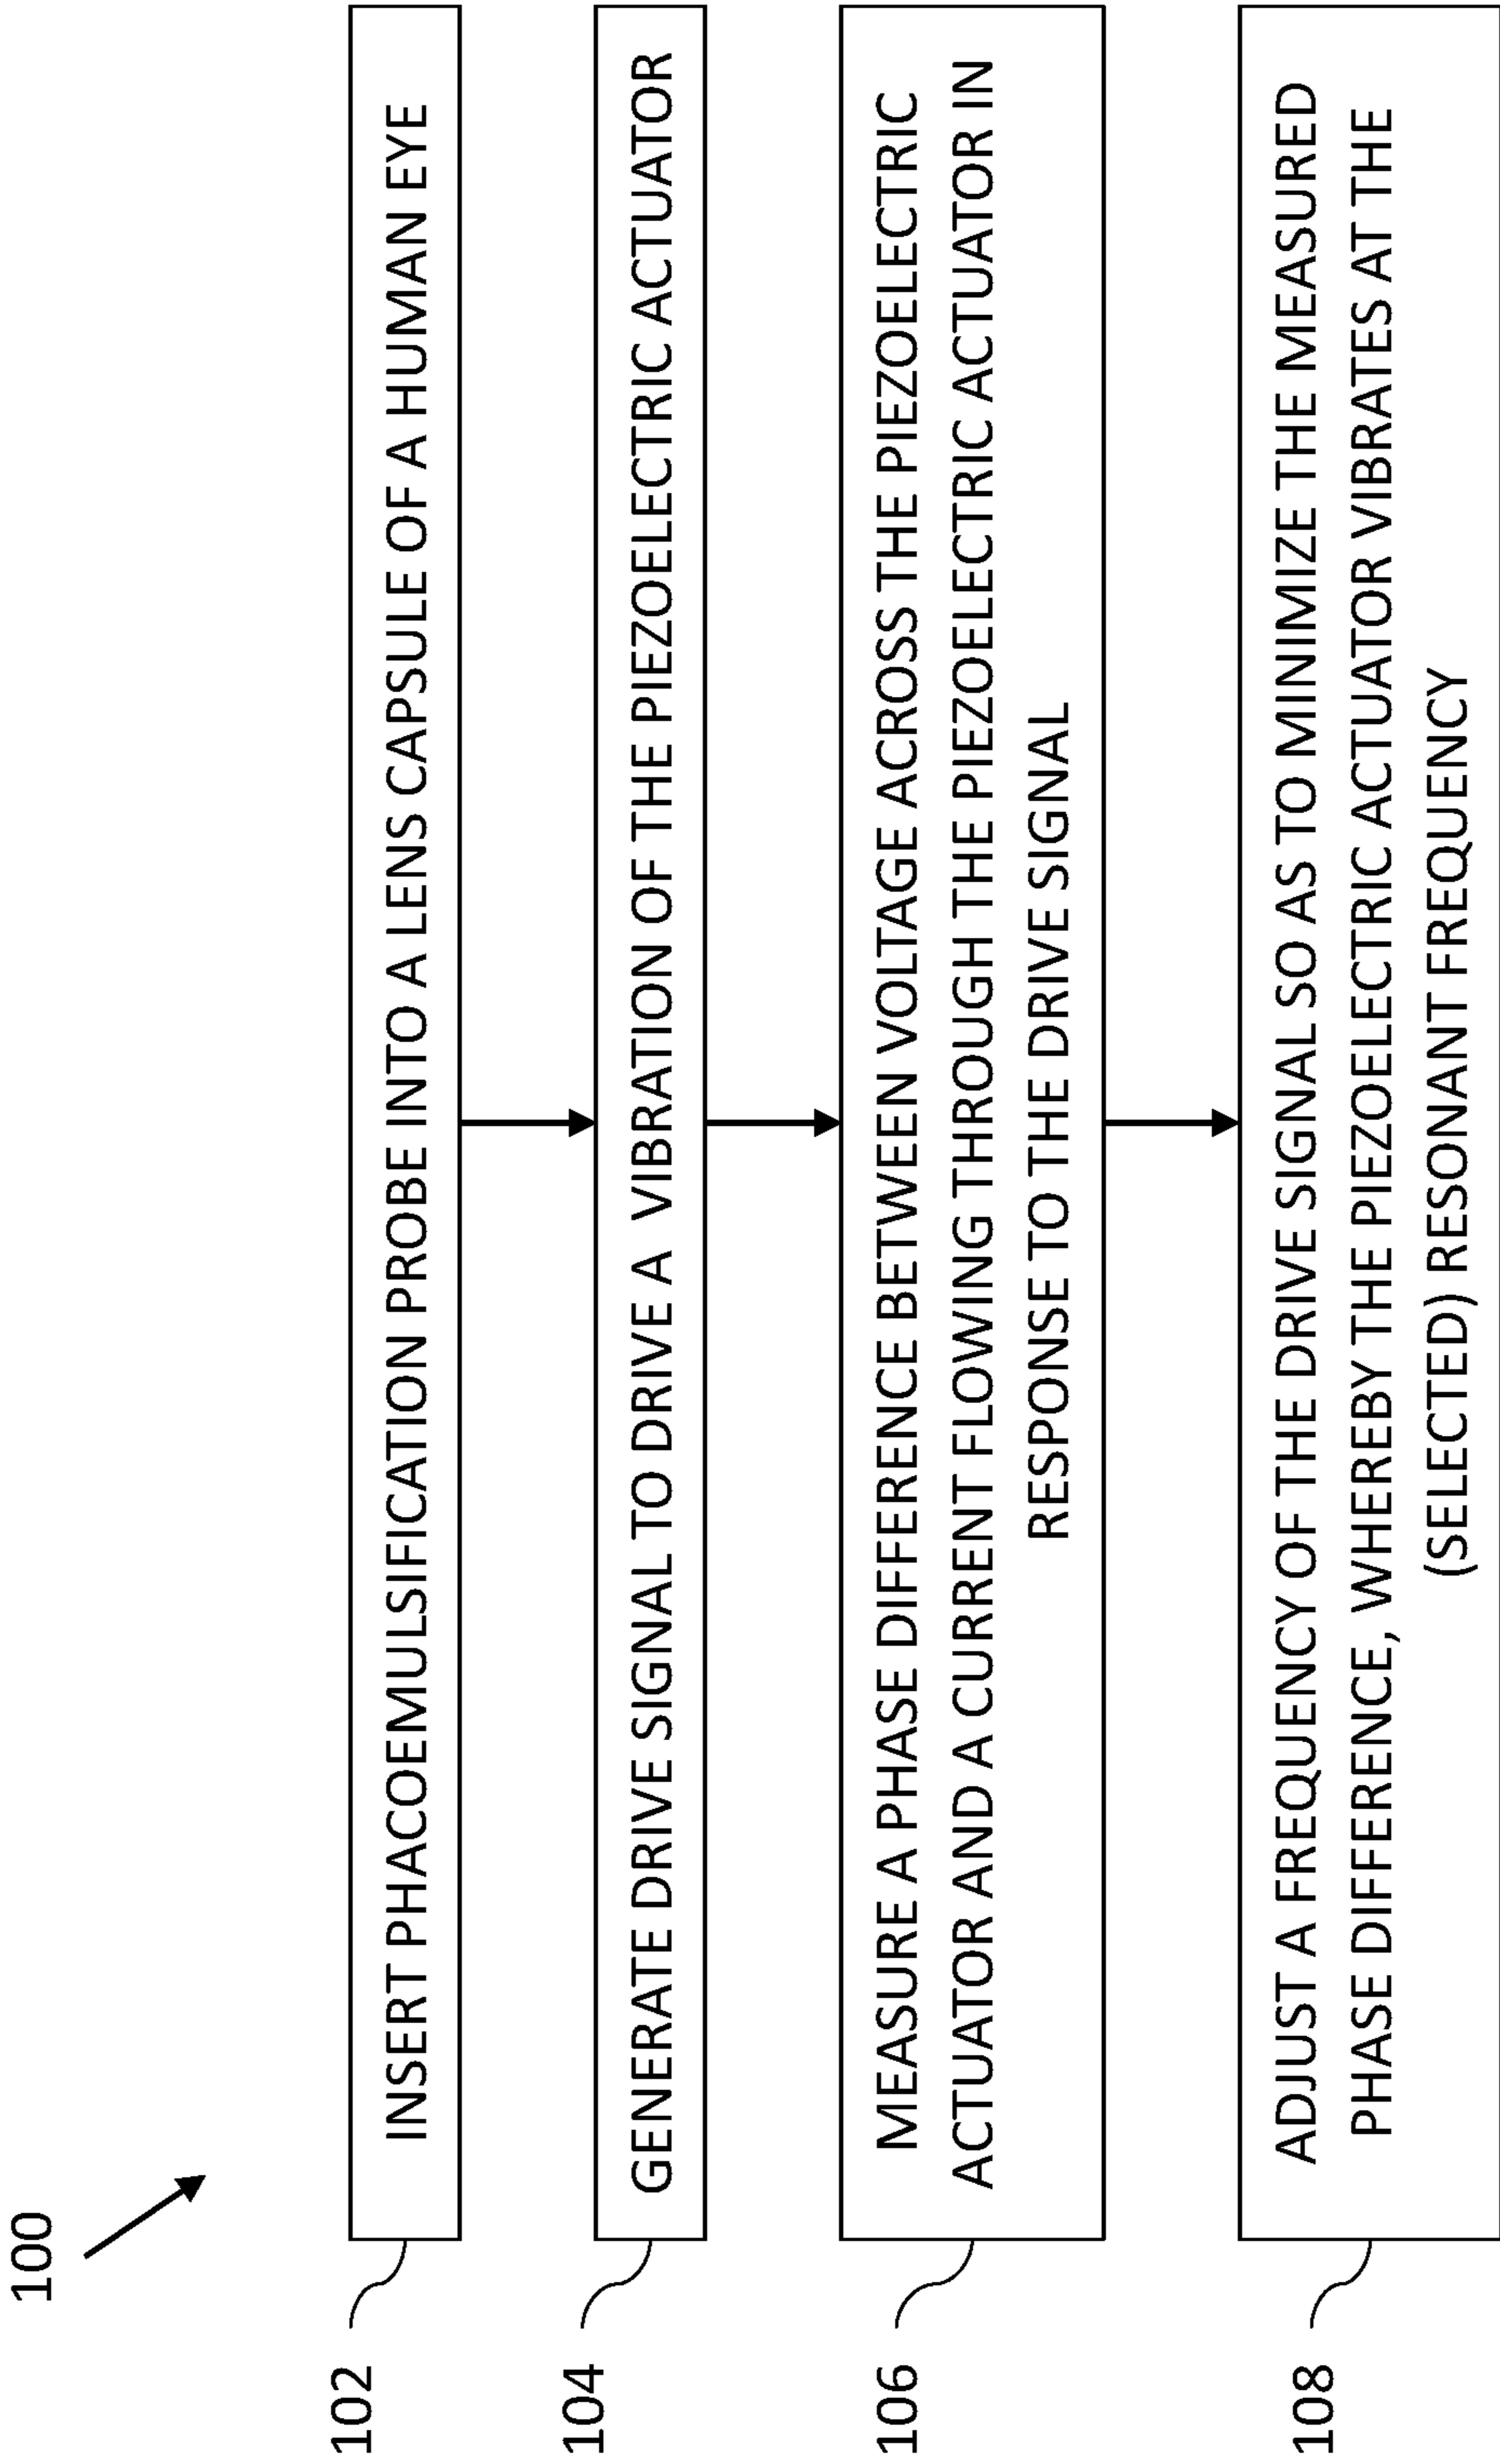 100
102
INSERT PHACOEMULSIFICATION PROBE INTO A LENS CAPSULE OF A HUMAN EYE
104
GENERATE DRIVE SIGNAL TO DRIVE A VIBRATION OF THE PIEZOELECTRIC ACTUATOR
106
MEASURE A PHASE DIFFERENCE BETWEEN VOLTAGE ACROSS THE PIEZOELECTRIC
ACTUATOR AND A CURRENT FLOWING THROUGH THE PIEZOELECTRIC ACTUATOR IN
RESPONSE TO THE DRIVE SIGNAL
108
ADJUST A FREQUENCY OF THE DRIVE SIGNAL SO AS TO MINIMIZE THE MEASURED
PHASE DIFFERENCE, WHEREBY THE PIEZOELECTRIC ACTUATOR VIBRATES AT THE
(SELECTED) RESONANT FREQUENCY